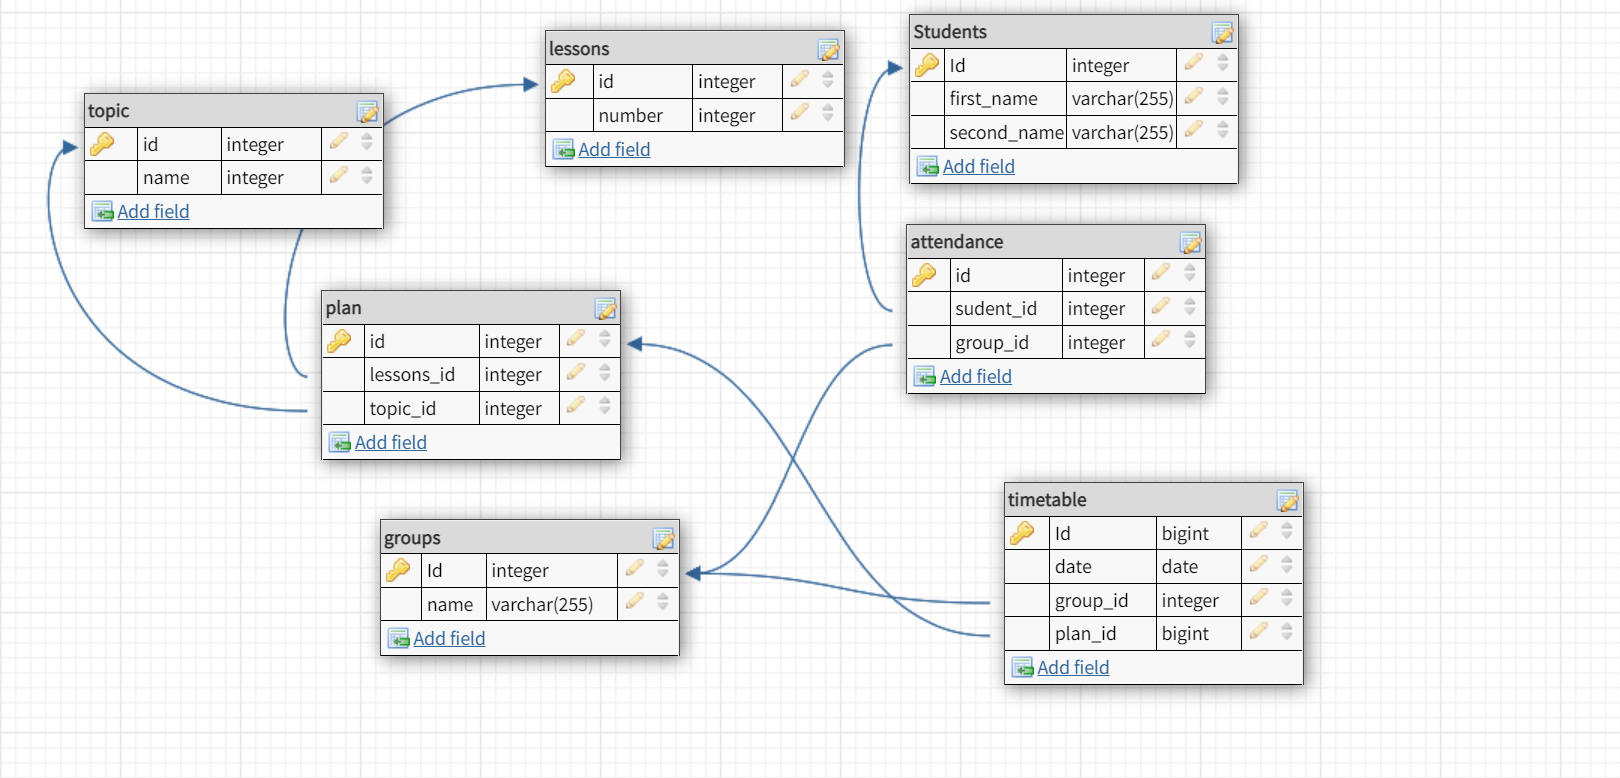 topic
id integer
name integer
Add field
lessons
id integer
number integer
Add field
Students
Id integer
first_name varchar(255)
second_name varchar(255)
Add field
attendance
id integer
sudent_id integer
group_id integer
Add field
plan
id integer
lessons_id integer
topic_id integer
Add field
groups
Id integer
name varchar(255)
Add field
timetable
Id bigint
date date
group_id integer
plan_id bigint
Add field